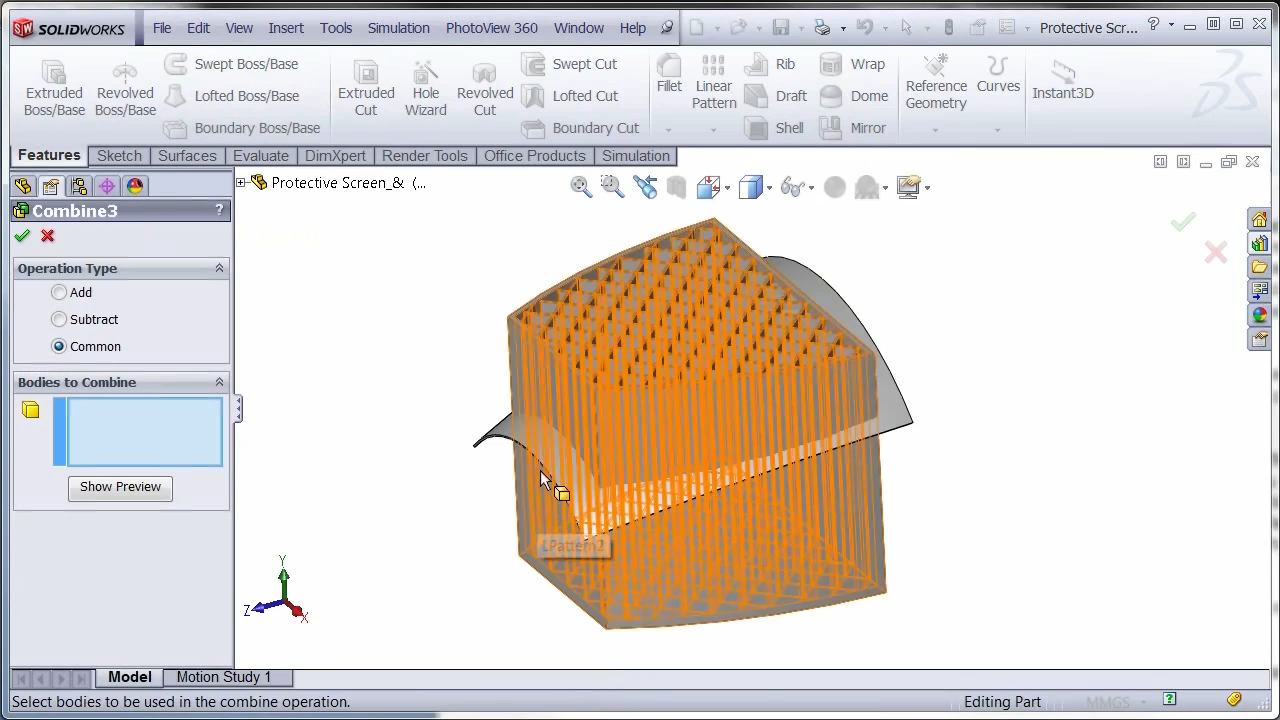 SOLIDWORKS File Edit View Insert Tools Simulation PhotoView 360 Window Help Protective Scr... ?
Extruded Boss/Base
Revolved Boss/Base
Swept Boss/Base
Lofted Boss/Base
Boundary Boss/Base
Extruded Cut
Hole Wizard
Revolved Cut
Swept Cut
Lofted Cut
Boundary Cut
Fillet
Linear Pattern
Rib
Draft
Shell
Wrap
Dome
Mirror
Reference Geometry
Curves
Instant3D
Features Sketch Surfaces Evaluate DimXpert Render Tools Office Products Simulation
Protective Screen_& (...
Combine3 ?
Operation Type
Add
Subtract
Common
Bodies to Combine
Show Preview
LPattern2
Y
Z
X
Model Motion Study 1
Select bodies to be used in the combine operation. Editing Part MMGS ?